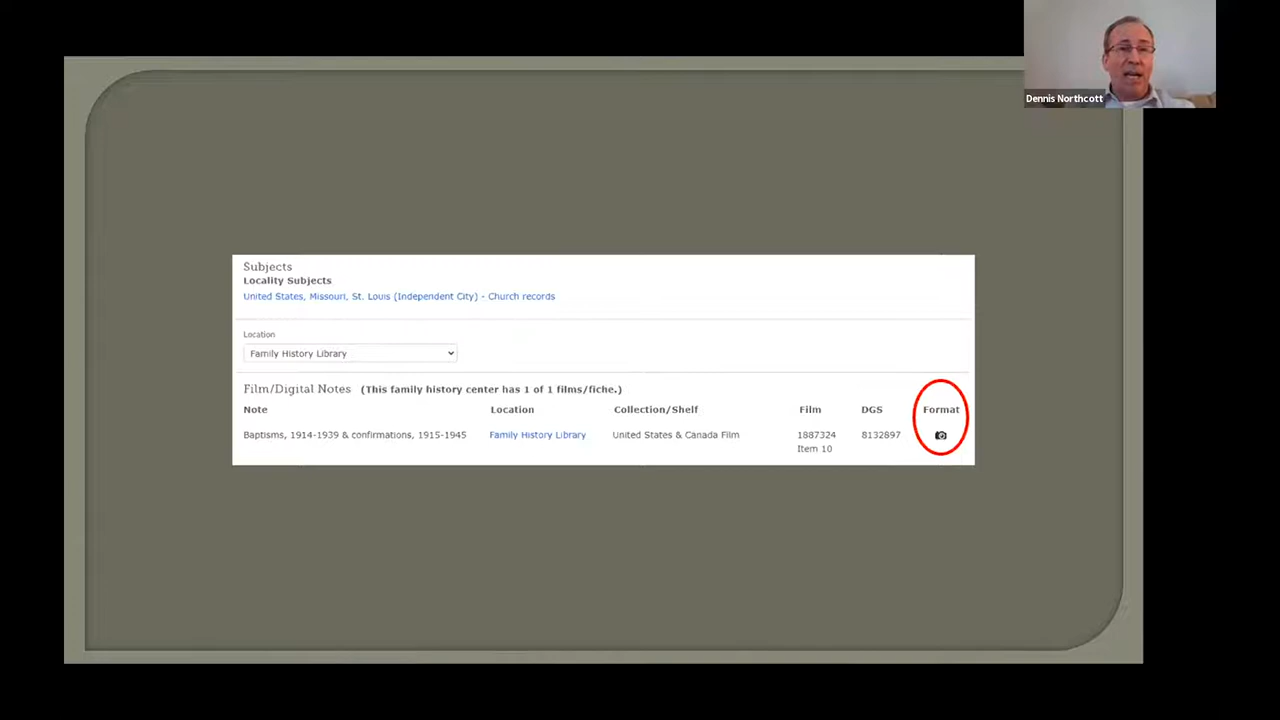 Dennis Northcott
Subjects
Locality Subjects
United States, Missouri, St. Louis (Independent City) - Church records
Location
Family History Library
Film/Digital Notes (This family history center has 1 of 1 films/fiche.)
Note Location Collection/Shelf Film DGS Format
Baptisms, 1914-1939 & confirmations, 1915-1945 Family History Library United States & Canada Film 1887324 8132897
Item 10